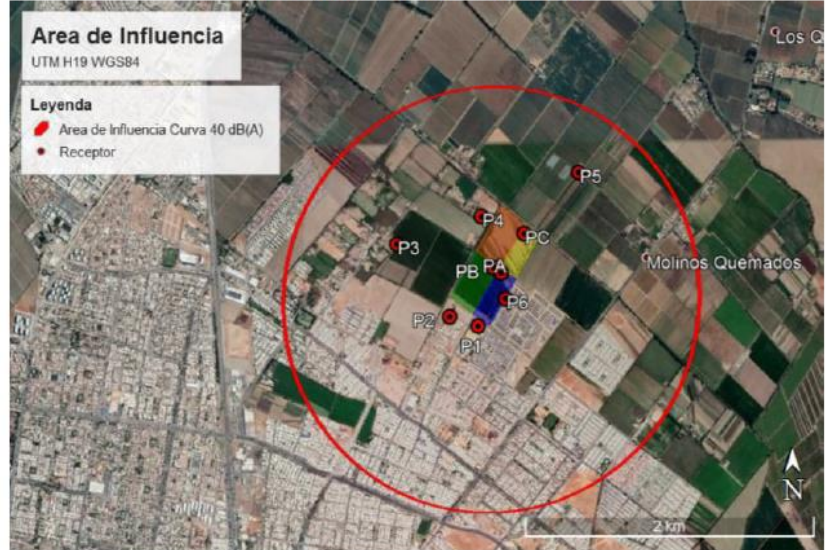 Area de Influencia
UTM H19 WGS84
Leyenda
Area de Influencia Curva 40 dB(A)
Receptor
Los Q
P5
P4
PC
P3
Molinos Quemados
PB
PA
P6
P2
P1
N
2 km